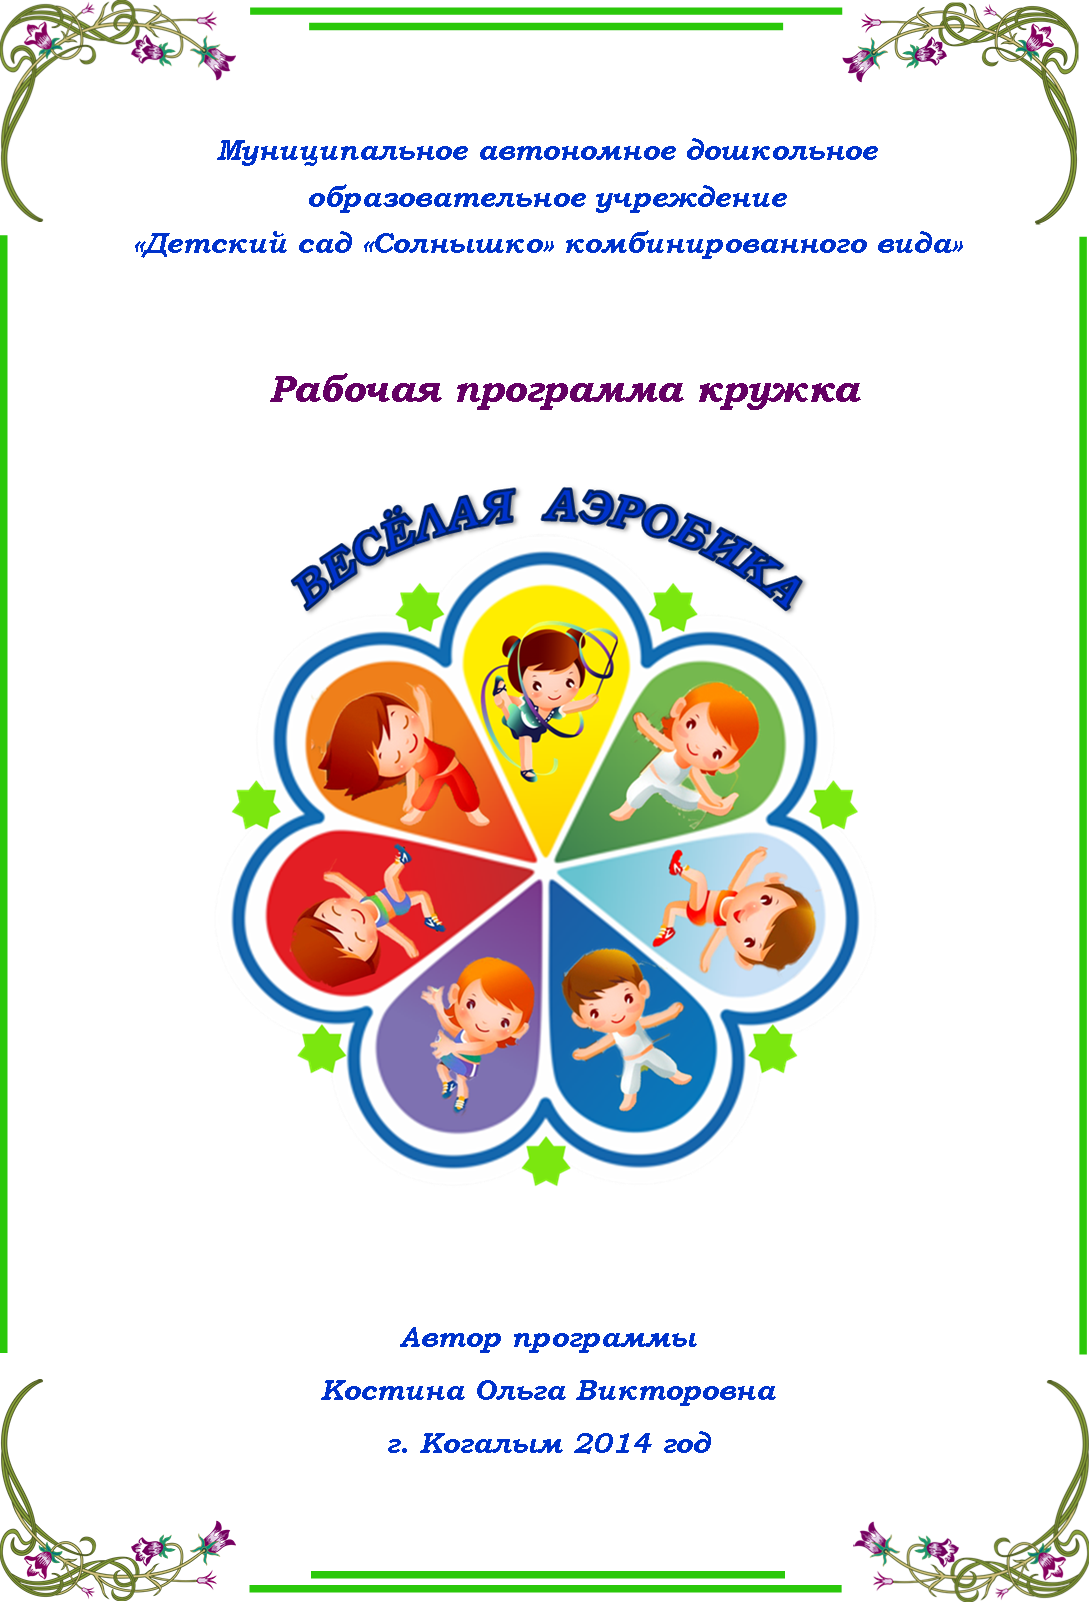 Муниципальное автономное дошкольное
образовательное учреждение
«Детский сад «Солнышко» комбинированного вида»
Рабочая программа кружка
ВЕСЁЛАЯ АЭРОБИКА
Автор программы
Костина Ольга Викторовна
г. Когалым 2014 год